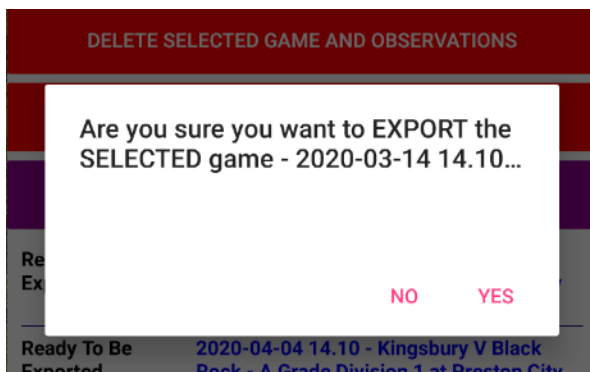 DELETE SELECTED GAME AND OBSERVATIONS
Are you sure you want to EXPORT the
SELECTED game - 2020-03-14 14.10...
Re
Ex
NO YES
Ready To Be 2020-04-04 14.10 - Kingsbury V Black
Exported Rock - A Grade Division 1 at Preston City